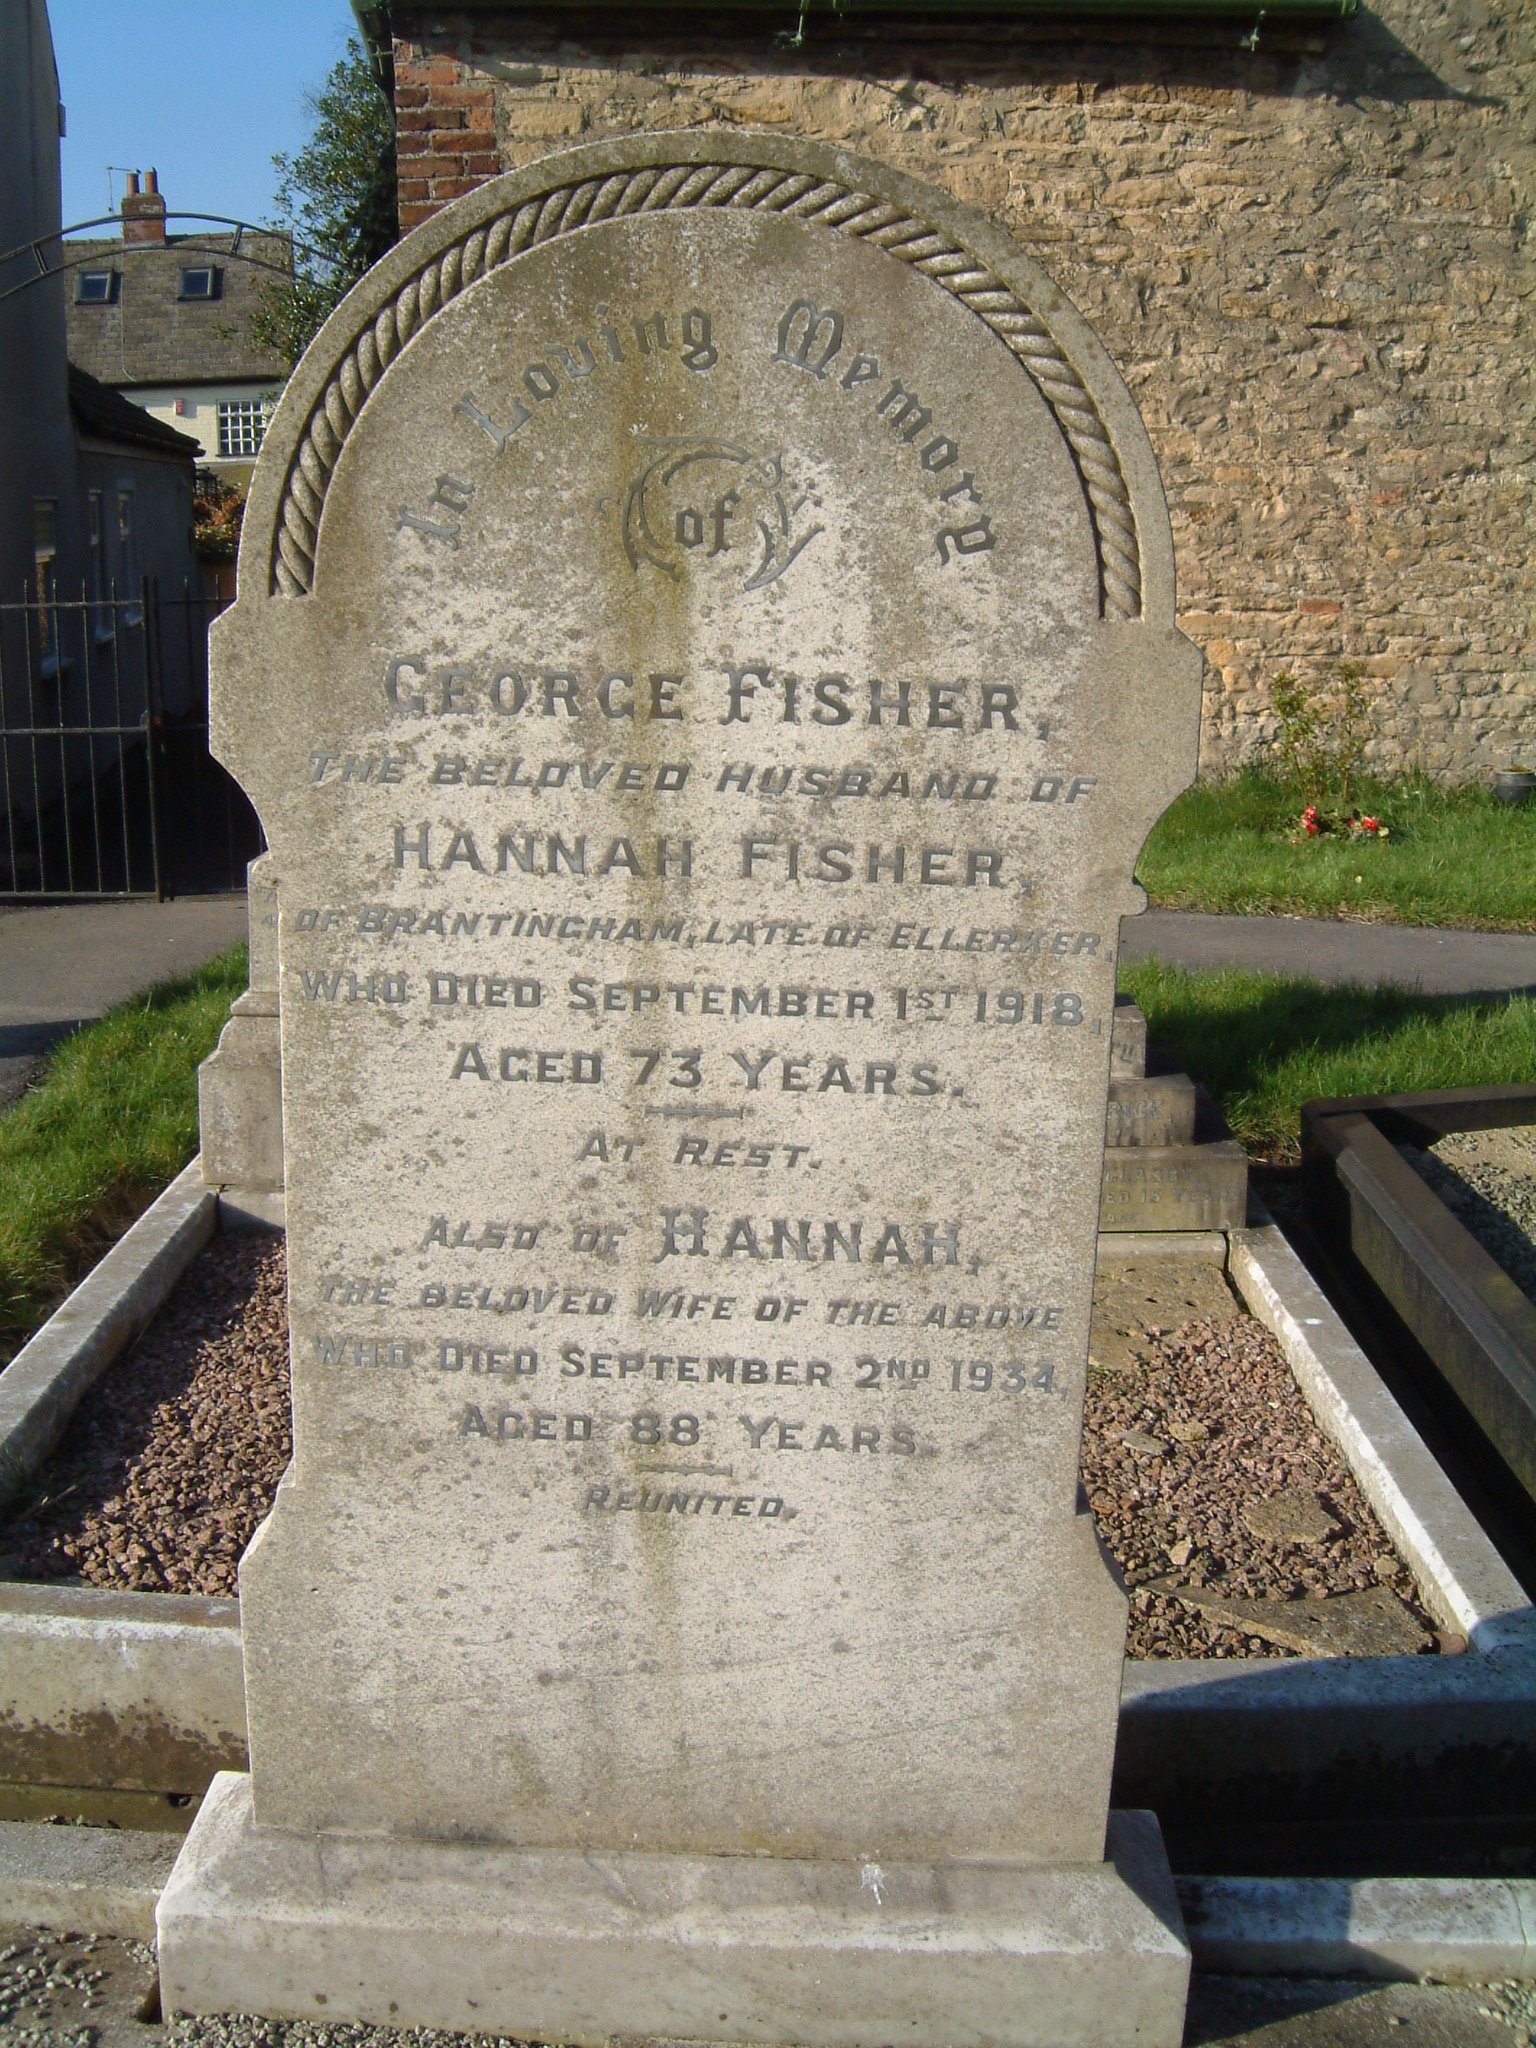 In Loving Memory
of
GEORGE FISHER,
THE BELOVED HUSBAND OF
HANNAH FISHER,
OF BRANTINGHAM, LATE OF ELLERKER,
WHO DIED SEPTEMBER 1ST 1918,
AGED 73 YEARS.
AT REST.
ALSO OF HANNAH,
THE BELOVED WIFE OF THE ABOVE
WHO DIED SEPTEMBER 2ND 1934,
AGED 88 YEARS.
REUNITED.